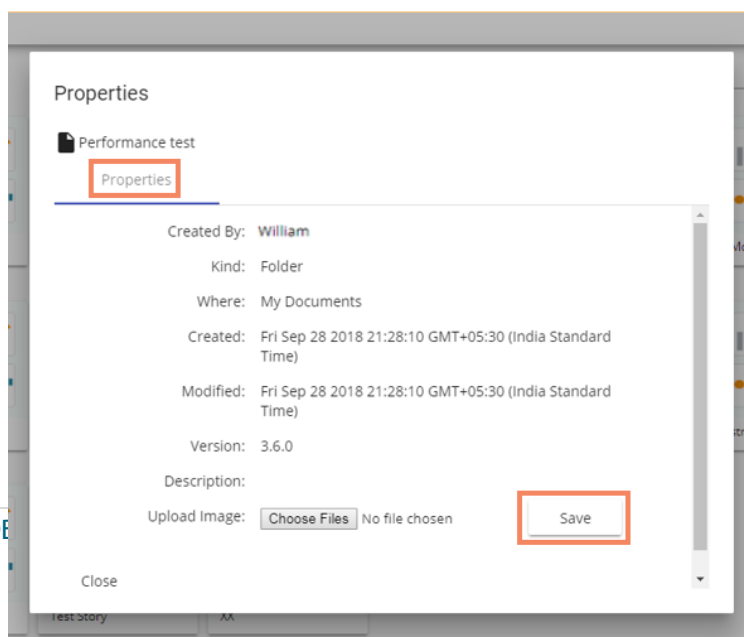 Properties
Performance test
Properties
Created By: William
Kind: Folder
Where: My Documents
Created: Fri Sep 28 2018 21:28:10 GMT+05:30 (India Standard
Time)
Modified: Fri Sep 28 2018 21:28:10 GMT+05:30 (India Standard
Time)
Version: 3.6.0
Description:
Upload Image: Choose Files No file chosen Save
Close
Test Story XX